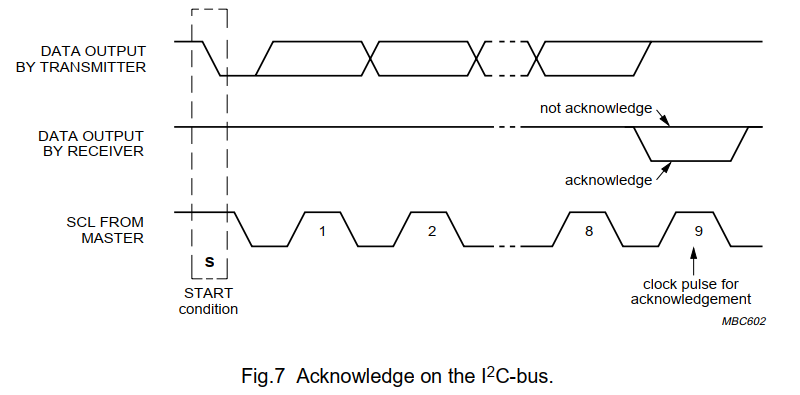 DATA OUTPUT
BY TRANSMITTER
not acknowledge
DATA OUTPUT
BY RECEIVER
acknowledge
SCL FROM
MASTER
1
2
8
9
S
START
condition
clock pulse for
acknowledgement
MBC602
Fig.7 Acknowledge on the I²C-bus.